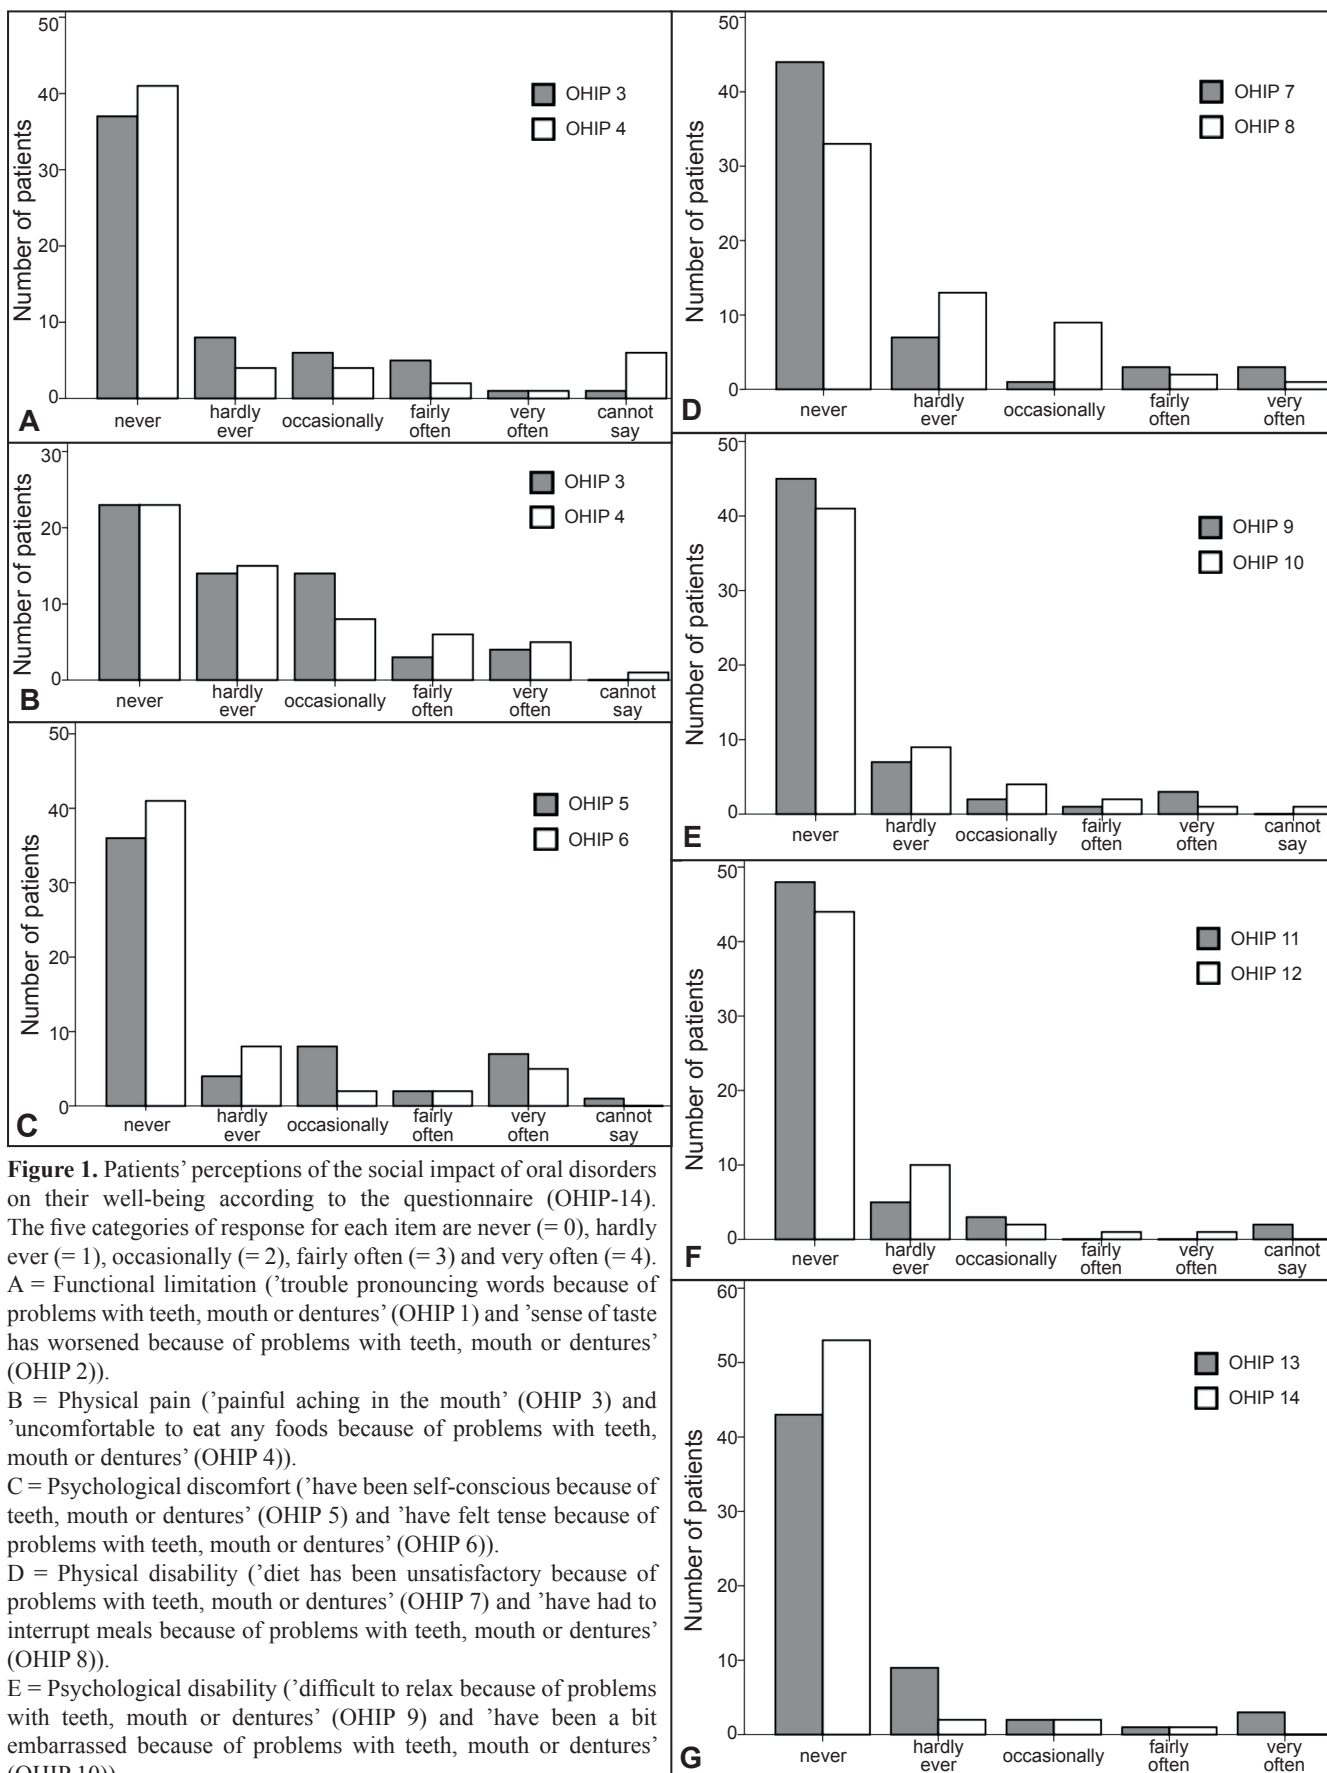 50
40
30
20
10
0
Number of patients
OHIP 3
OHIP 4
never
hardly ever
occasionally
fairly often
very often
cannot say
A
30
20
10
0
Number of patients
OHIP 3
OHIP 4
never
hardly ever
occasionally
fairly often
very often
cannot say
B
50
40
30
20
10
0
Number of patients
OHIP 5
OHIP 6
never
hardly ever
occasionally
fairly often
very often
cannot say
C
Figure 1. Patients’ perceptions of the social impact of oral disorders
on their well-being according to the questionnaire (OHIP-14).
The five categories of response for each item are never (= 0), hardly
ever (= 1), occasionally (= 2), fairly often (= 3) and very often (= 4).
A = Functional limitation (’trouble pronouncing words because of
problems with teeth, mouth or dentures’ (OHIP 1) and ’sense of taste
has worsened because of problems with teeth, mouth or dentures’
(OHIP 2)).
B = Physical pain (’painful aching in the mouth’ (OHIP 3) and
’uncomfortable to eat any foods because of problems with teeth,
mouth or dentures’ (OHIP 4)).
C = Psychological discomfort (’have been self-conscious because of
teeth, mouth or dentures’ (OHIP 5) and ’have felt tense because of
problems with teeth, mouth or dentures’ (OHIP 6)).
D = Physical disability (’diet has been unsatisfactory because of
problems with teeth, mouth or dentures’ (OHIP 7) and ’have had to
interrupt meals because of problems with teeth, mouth or dentures’
(OHIP 8)).
E = Psychological disability (’difficult to relax because of problems
with teeth, mouth or dentures’ (OHIP 9) and ’have been a bit
embarrassed because of problems with teeth, mouth or dentures’
(OHIP 10)).
50
40
30
20
10
0
Number of patients
OHIP 7
OHIP 8
never
hardly ever
occasionally
fairly often
very often
D
50
40
30
20
10
0
Number of patients
OHIP 9
OHIP 10
never
hardly ever
occasionally
fairly often
very often
cannot say
E
50
40
30
20
10
0
Number of patients
OHIP 11
OHIP 12
never
hardly ever
occasionally
fairly often
very often
cannot say
F
60
50
40
30
20
10
0
Number of patients
OHIP 13
OHIP 14
never
hardly ever
occasionally
fairly often
very often
G